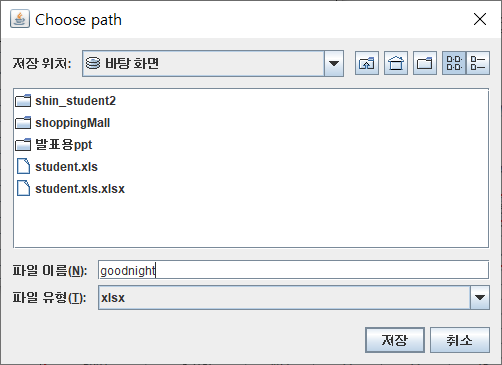 Choose path
저장 위치: 바탕 화면
shin_student2
shoppingMall
발표용ppt
student.xls
student.xls.xlsx
파일 이름(N): goodnight
파일 유형(T): xlsx
저장 취소